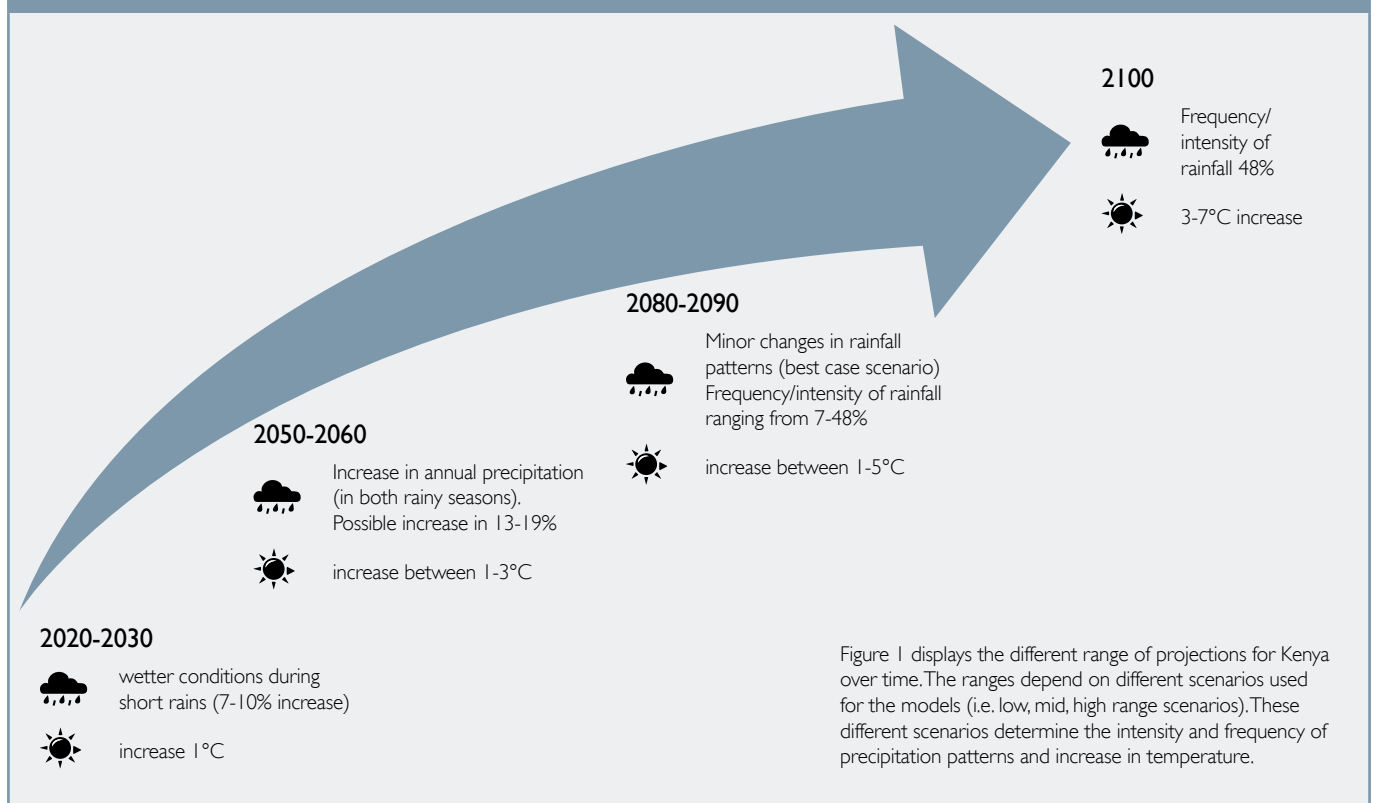 2020-2030
wetter conditions during
short rains (7-10% increase)
increase 1°C
2050-2060
Increase in annual precipitation
(in both rainy seasons).
Possible increase in 13-19%
increase between 1-3°C
2080-2090
Minor changes in rainfall
patterns (best case scenario)
Frequency/intensity of rainfall
ranging from 7-48%
increase between 1-5°C
2100
Frequency/
intensity of
rainfall 48%
3-7°C increase
Figure 1 displays the different range of projections for Kenya
over time. The ranges depend on different scenarios used
for the models (i.e. low, mid, high range scenarios). These
different scenarios determine the intensity and frequency of
precipitation patterns and increase in temperature.